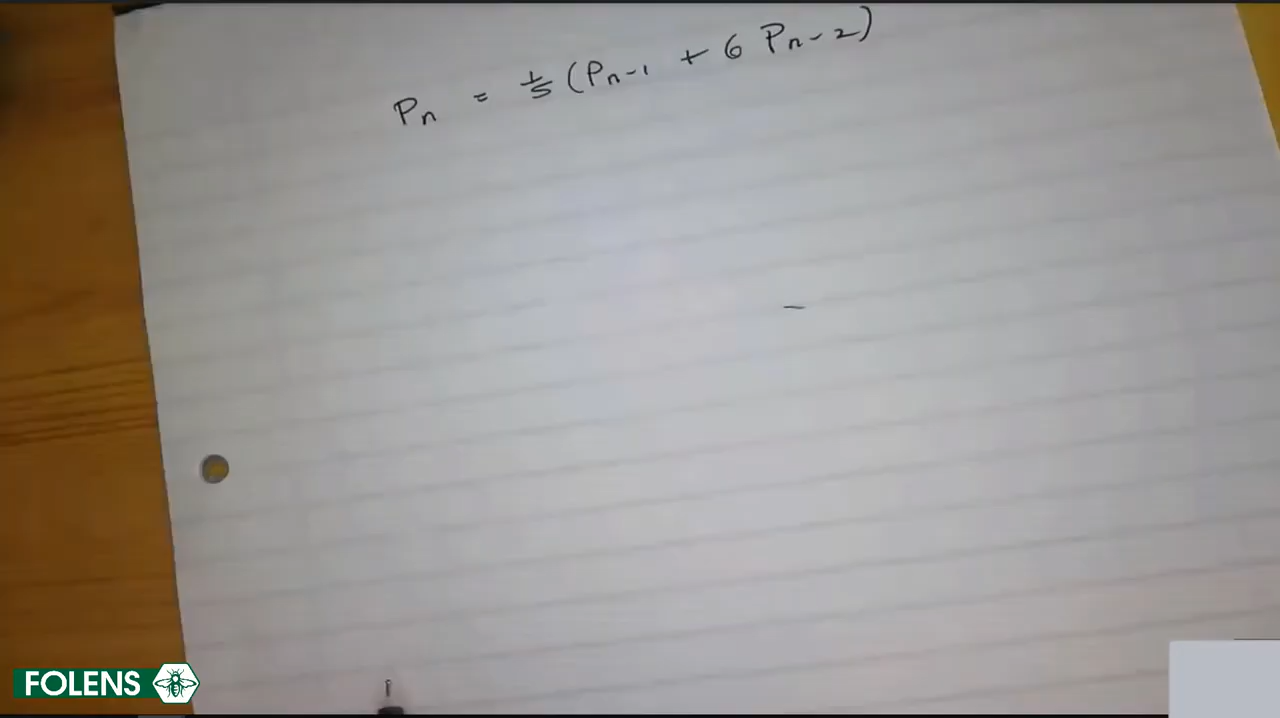 Pn = 1/5 (Pn-1 + 6 Pn-2)
FOLENS